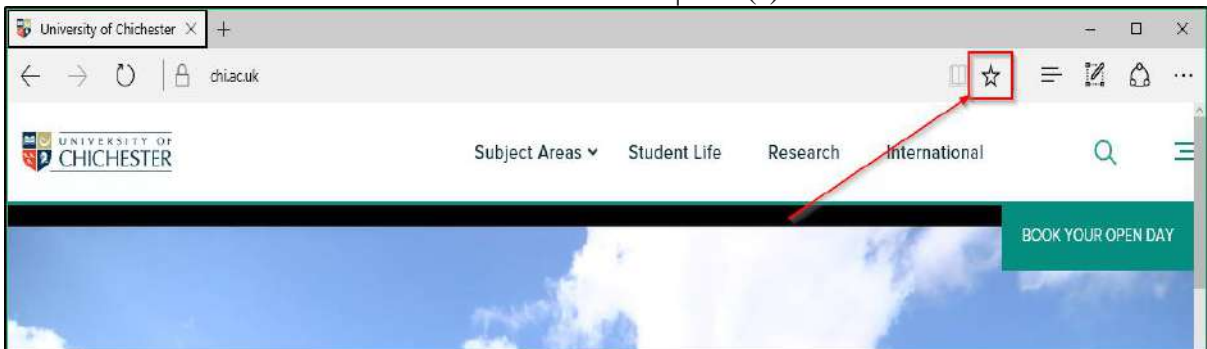 University of Chichester
chi.ac.uk
UNIVERSITY OF
CHICHESTER
Subject Areas
Student Life
Research
International
BOOK YOUR OPEN DAY